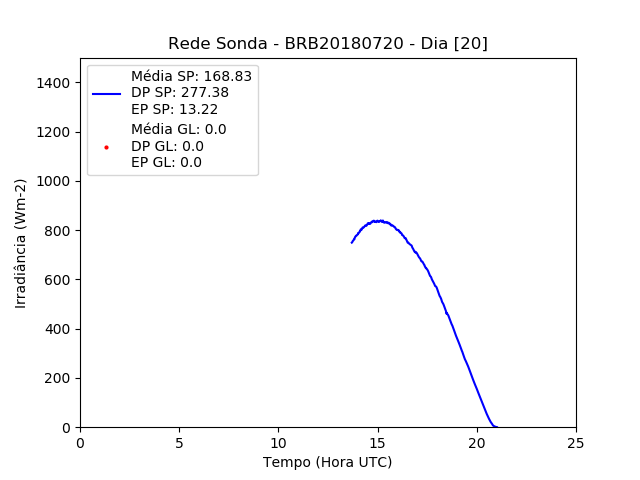 Rede Sonda - BRB20180720 - Dia [20]
Média SP: 168.83
DP SP: 277.38
EP SP: 13.22
Média GL: 0.0
DP GL: 0.0
EP GL: 0.0
Irradiância (Wm-2)
1400
1200
1000
800
600
400
200
0
0 5 10 15 20 25
Tempo (Hora UTC)